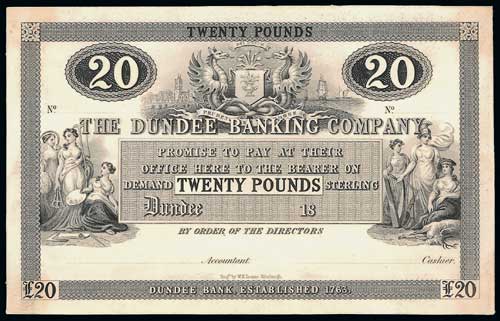 TWENTY POUNDS
20 20
No No
THE DUNDEE BANKING COMPANY
PROMISE TO PAY AT THEIR
OFFICE HERE TO THE BEARER ON
DEMAND TWENTY POUNDS STERLING
Dundee 18
BY ORDER OF THE DIRECTORS
Accountant. Cashier.
£20 DUNDEE BANK, ESTABLISHED 1763. £20